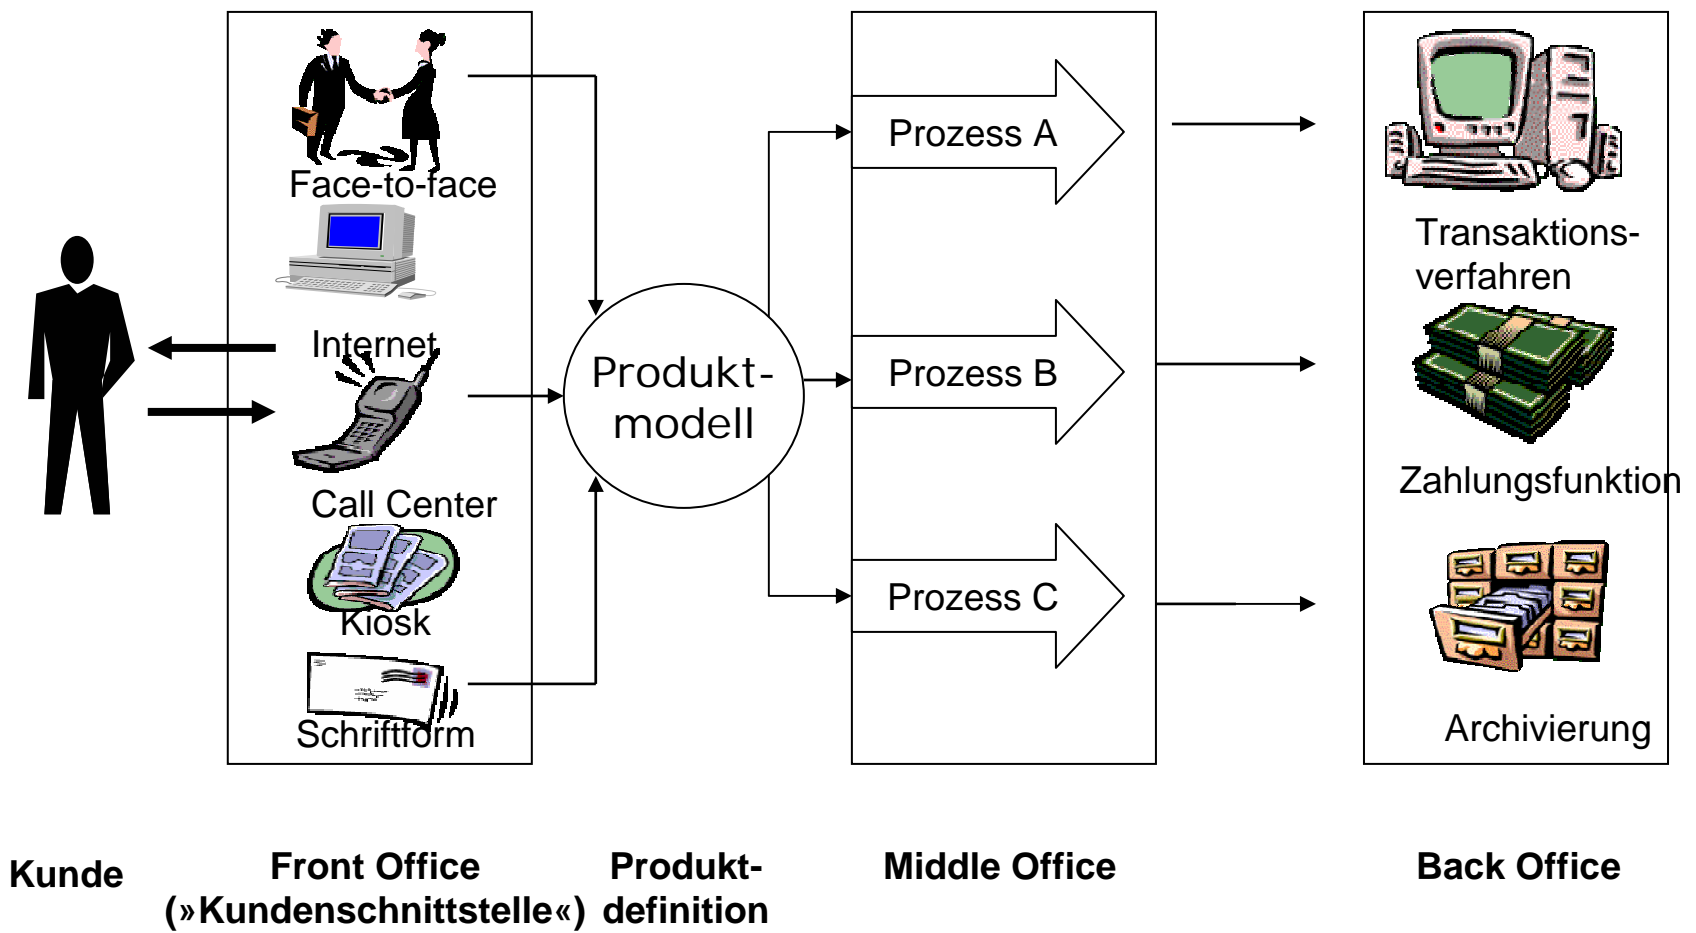 Face-to-face
Internet
Call Center
Kiosk
Schriftform
Produkt-
modell
Prozess A
Prozess B
Prozess C
Transaktions-
verfahren
Zahlungsfunktion
Archivierung
Kunde
Front Office
(»Kundenschnittstelle«)
Produkt-
definition
Middle Office
Back Office